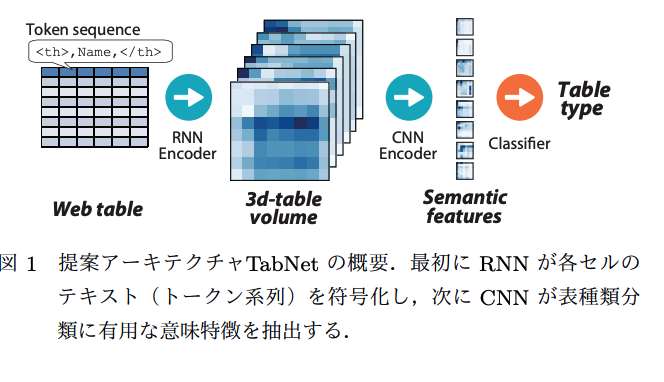 Token sequence
<th>,Name,</th>
RNN
Encoder
CNN
Encoder
Classifier
Table
type
Web table
3d-table
volume
Semantic
features
図 1 提案アーキテクチャTabNet の概要．最初に RNN が各セルの
テキスト（トークン系列）を符号化し，次に CNN が表種類分
類に有用な意味特徴を抽出する．